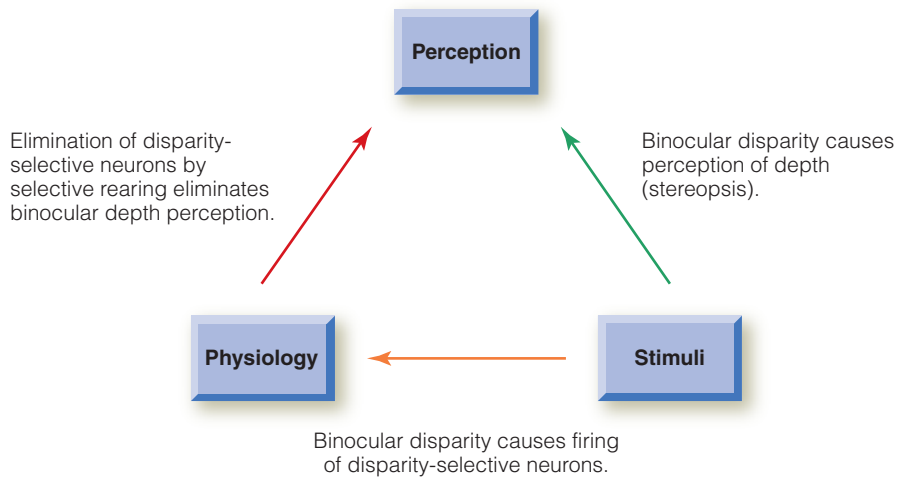 Perception
Elimination of disparity-
selective neurons by
selective rearing eliminates
binocular depth perception.
Binocular disparity causes
perception of depth
(stereopsis).
Physiology
Stimuli
Binocular disparity causes firing
of disparity-selective neurons.